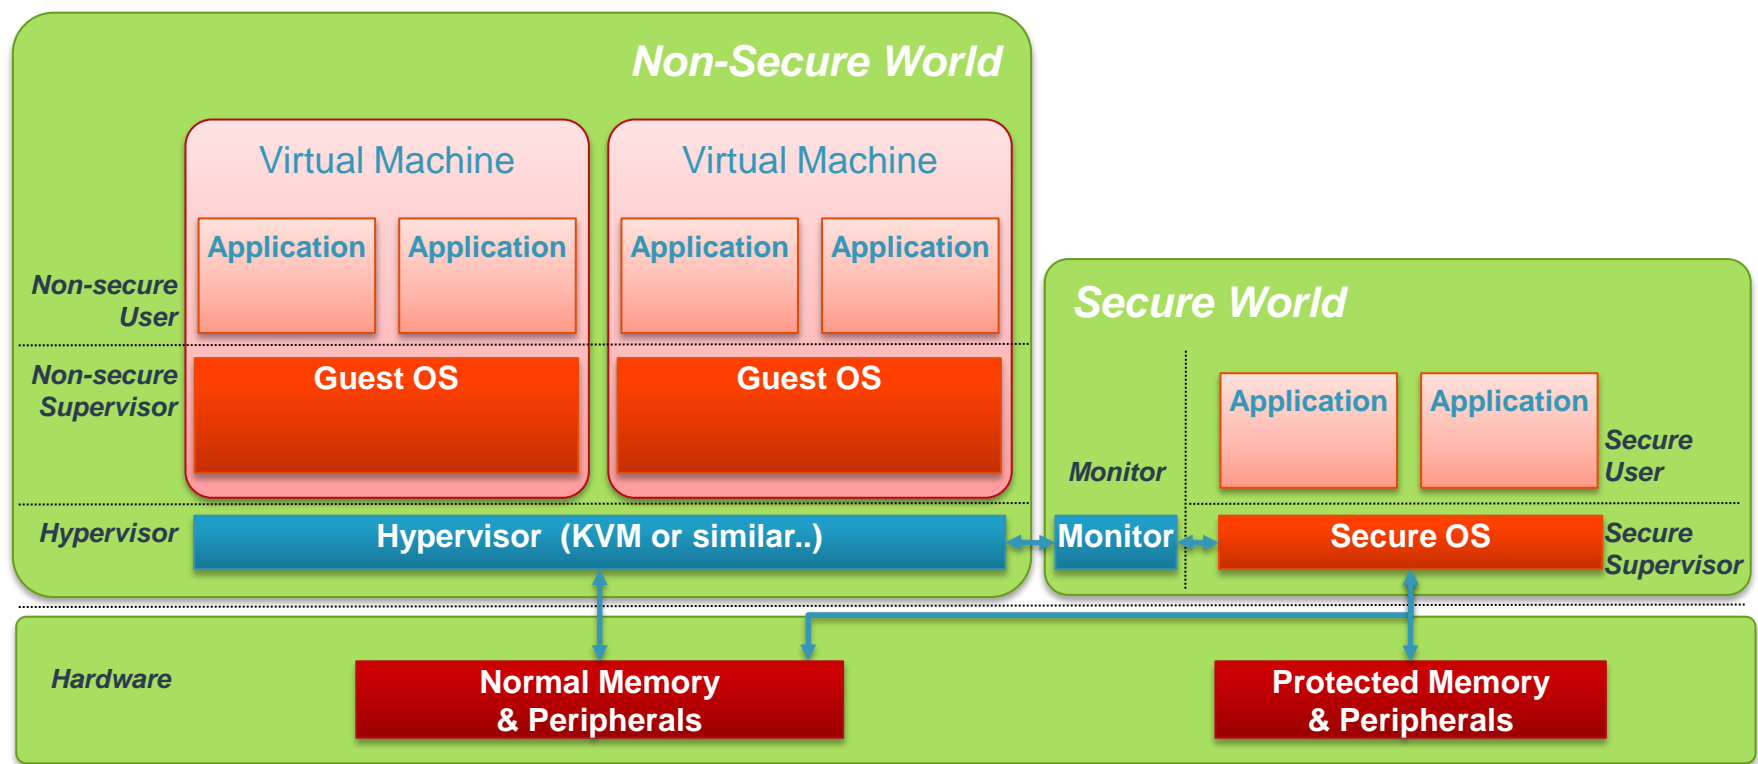 Non-Secure World
Virtual Machine
Virtual Machine
Application
Application
Application
Application
Non-secure
User
Non-secure
Supervisor
Guest OS
Guest OS
Hypervisor
Hypervisor (KVM or similar..)
Secure World
Application
Application
Secure
User
Monitor
Monitor
Secure OS
Secure
Supervisor
Hardware
Normal Memory
& Peripherals
Protected Memory
& Peripherals